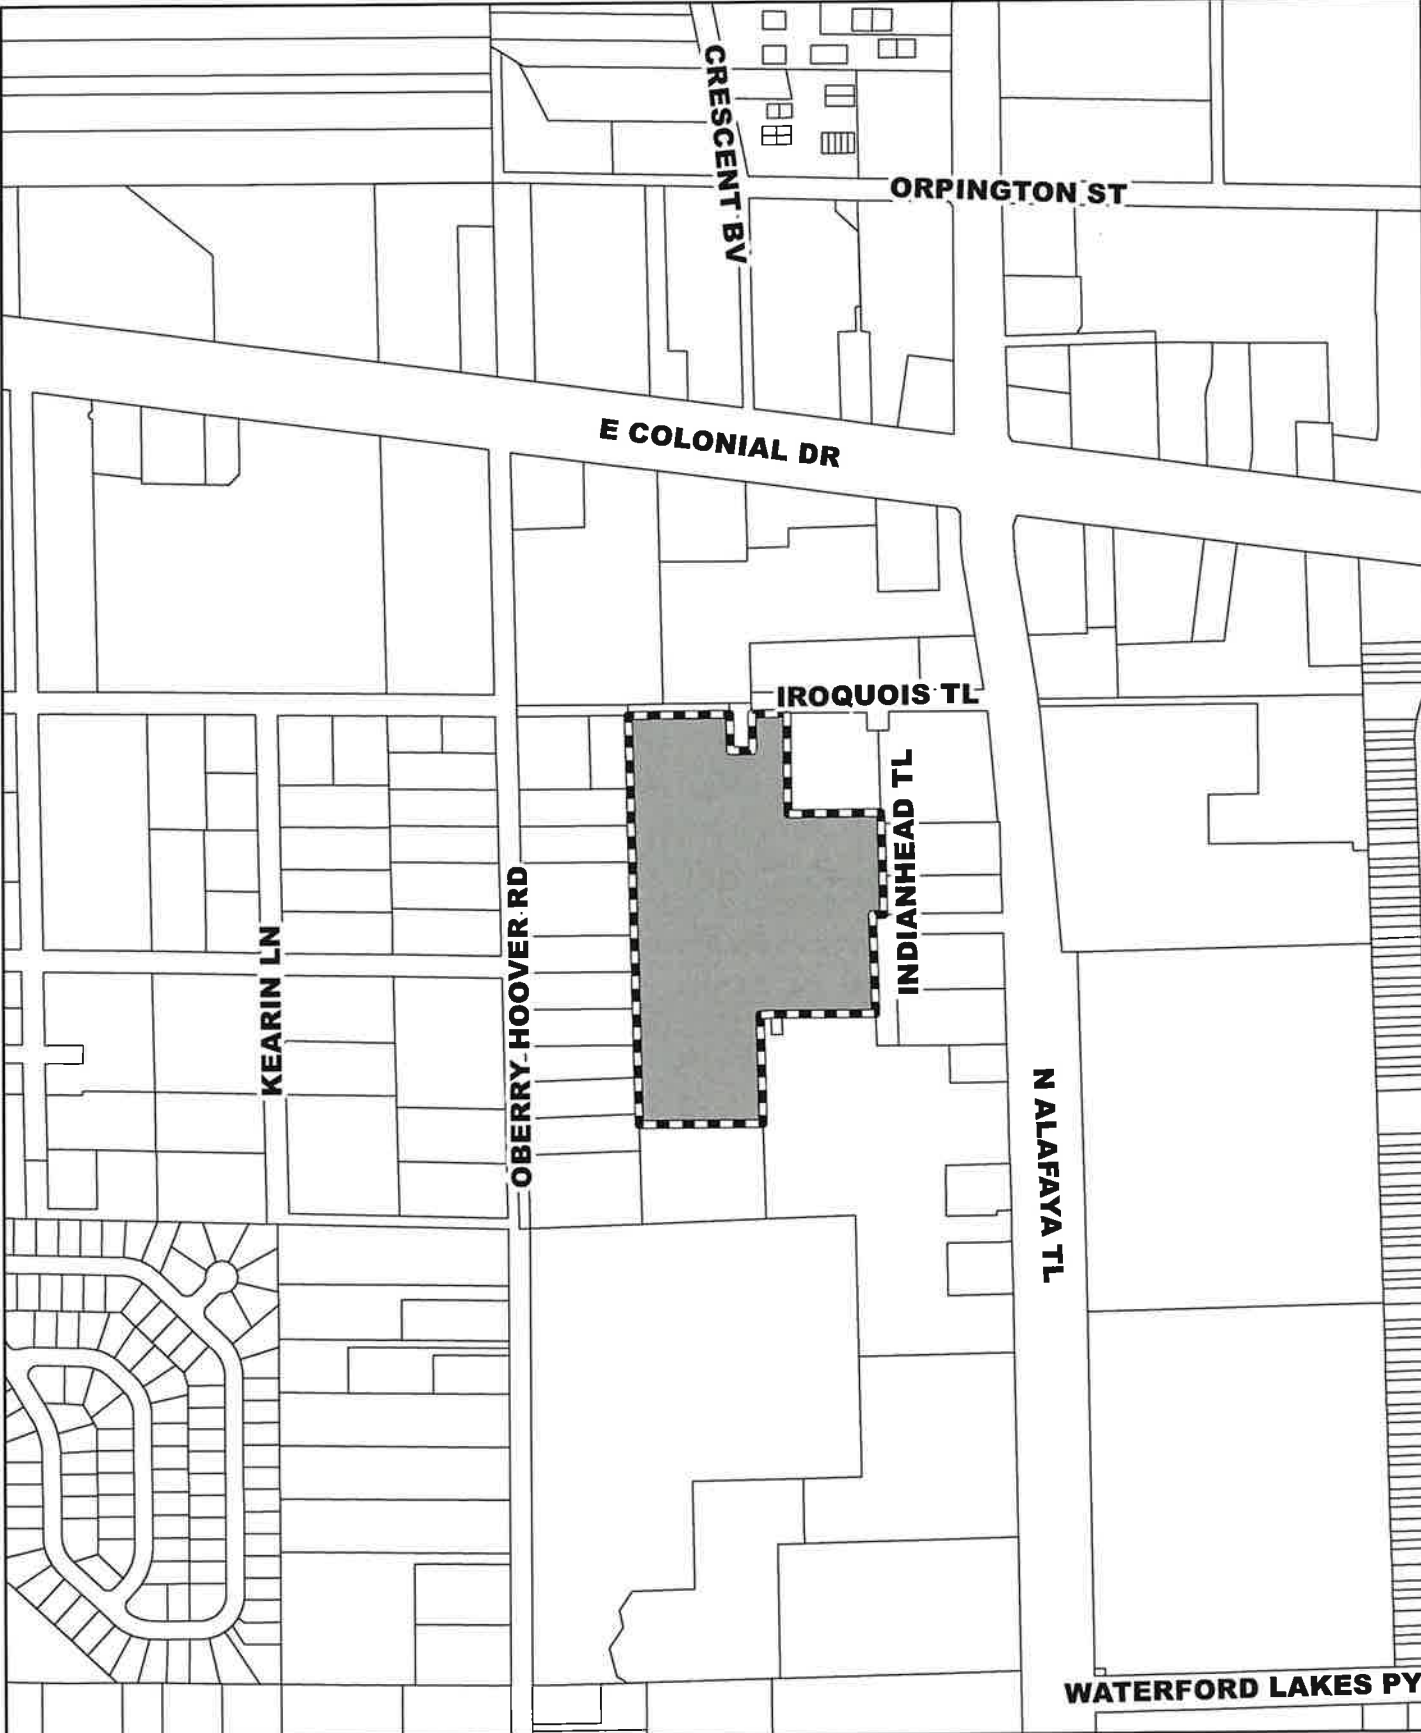 CRESCENT BV
ORPINGTON ST
E COLONIAL DR
IROQUOIS TL
INDIANHEAD TL
OBERRY HOOVER RD
KEARIN LN
N ALAFAYA TL
WATERFORD LAKES PY